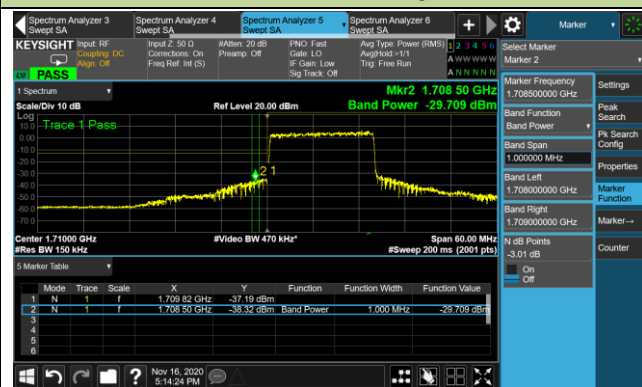 Spectrum Analyzer 3
Swept SA
Spectrum Analyzer 4
Swept SA
Spectrum Analyzer 5
Swept SA
Spectrum Analyzer 6
Swept SA
Marker
KEYSIGHT
Input: RF
Coupling: DC
Align: Off
Input Z: 50 Ω
Corrections: On
Freq Ref: Int (S)
#Atten: 20 dB
Preamp: Off
PNO: Fast
Gate: LO
IF Gain: Low
Sig Track: Off
Avg Type: Power (RMS)
Avg|Hold:>1/1
Trig: Free Run
1 2 3 4 5 6
A W W W W W
A N N N N N
PASS
1 Spectrum
Scale/Div 10 dB
Ref Level 20.00 dBm
Mkr2 1.708 50 GHz
Band Power -29.709 dBm
Log
Trace 1 Pass
10.0
0.00
-10.0
-20.0
-30.0
-40.0
-50.0
-60.0
-70.0
2 1
Center 1.71000 GHz
#Res BW 150 kHz
#Video BW 470 kHz*
Span 60.00 MHz
#Sweep 200 ms (2001 pts)
5 Marker Table
Mode Trace Scale X Y Function Function Width Function Value
1 N 1 f 1.709 82 GHz -37.19 dBm
2 N 1 f 1.708 50 GHz -38.32 dBm Band Power 1.000 MHz -29.709 dBm
3
4
5
6
Nov 16, 2020
5:14:24 PM
Select Marker
Marker 2
Marker Frequency
1.708500000 GHz
Band Function
Band Power
Band Span
1.000000 MHz
Band Left
1.708000000 GHz
Band Right
1.709000000 GHz
N dB Points
-3.01 dB
On
Off
Settings
Peak
Search
Pk Search
Config
Properties
Marker
Function
Marker→
Counter